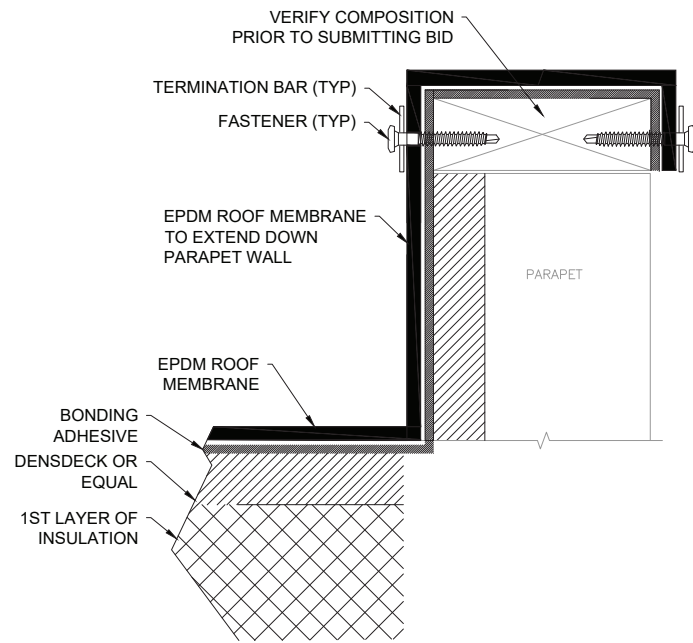 VERIFY COMPOSITION
PRIOR TO SUBMITTING BID
TERMINATION BAR (TYP)
FASTENER (TYP)
EPDM ROOF MEMBRANE
TO EXTEND DOWN
PARAPET WALL
PARAPET
EPDM ROOF
MEMBRANE
BONDING
ADHESIVE
DENSDECK OR
EQUAL
1ST LAYER OF
INSULATION